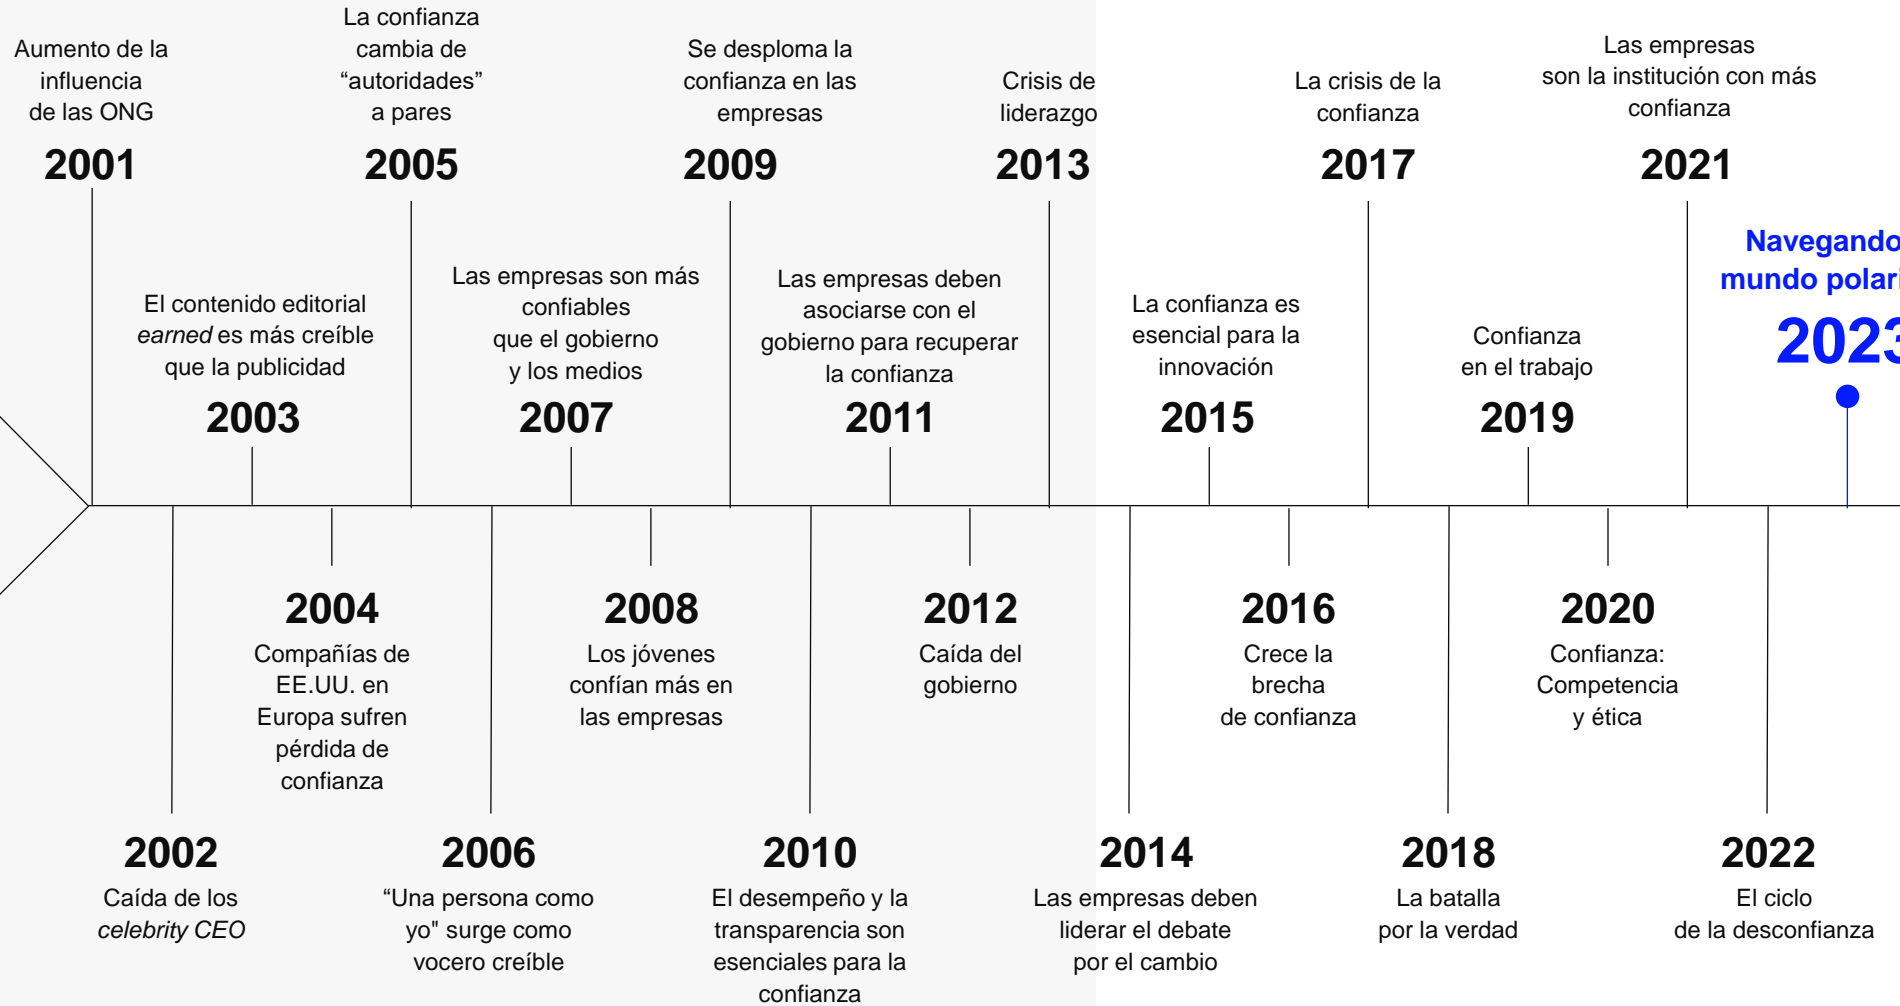 Aumento de la
influencia
de las ONG
2001
La confianza
cambia de
“autoridades”
a pares
2005
Se desploma la
confianza en las
empresas
2009
Crisis de
liderazgo
2013
La crisis de la
confianza
2017
Las empresas
son la institución con más
confianza
2021
El contenido editorial
earned es más creíble
que la publicidad
2003
Las empresas son más
confiables
que el gobierno
y los medios
2007
Las empresas deben
asociarse con el
gobierno para recuperar
la confianza
2011
La confianza es
esencial para la
innovación
2015
Confianza
en el trabajo
2019
Navegando
mundo
2023
2004
Compañías de
EE.UU. en
Europa sufren
pérdida de
confianza
2008
Los jóvenes
confían más en
las empresas
2012
Caída del
gobierno
2016
Crece la
brecha
de confianza
2020
Confianza:
Competencia
y ética
2002
Caída de los
celebrity CEO
2006
“Una persona como
yo" surge como
vocero creíble
2010
El desempeño y la
transparencia son
esenciales para la
confianza
2014
Las empresas deben
liderar el debate
por el cambio
2018
La batalla
por la verdad
2022
El ciclo
de la desconfianza